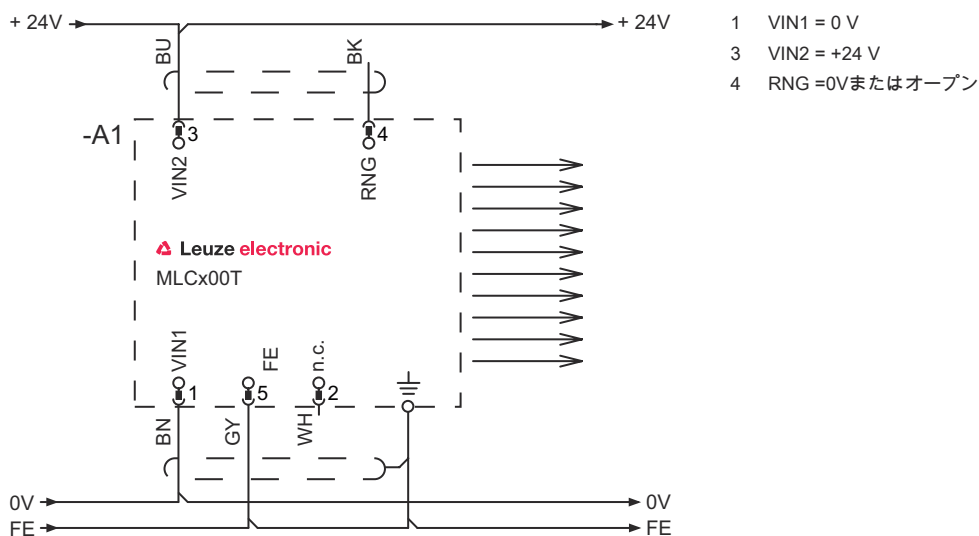 + 24V
+ 24V
1 VIN1 = 0 V
3 VIN2 = +24 V
4 RNG =0Vまたはオープン
BU
BK
-A1
3
4
VIN2
RNG
Leuze electronic
MLCx00T
VIN1
FE
n.c.
1
5
2
BN
GY
WH
0V
0V
FE
FE